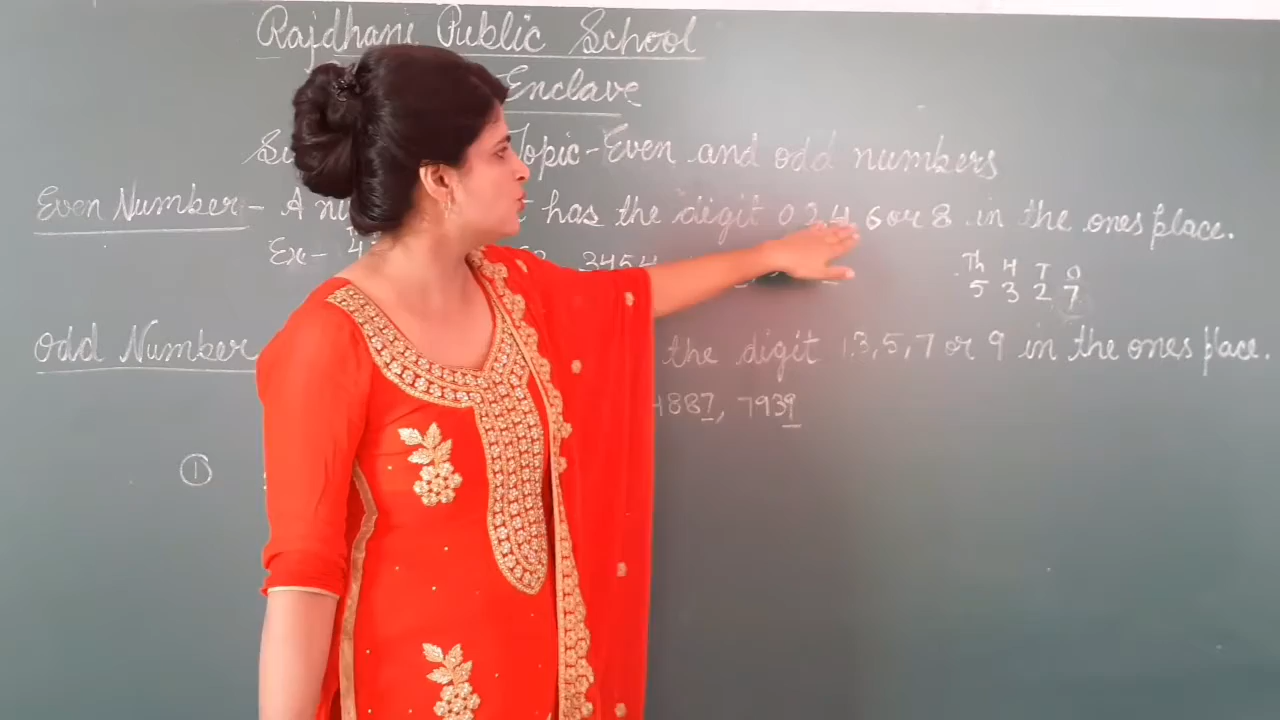 Rajdhani Public School
Enclave
Topic-Even and odd numbers
Even Number - A has the digit 0 2, 4, 6 or 8 in the ones place.
Ex- 3454
Th H T O
5 3 2 7
Odd Number the digit 1,3,5,7 or 9 in the ones place.
4887, 7939
①